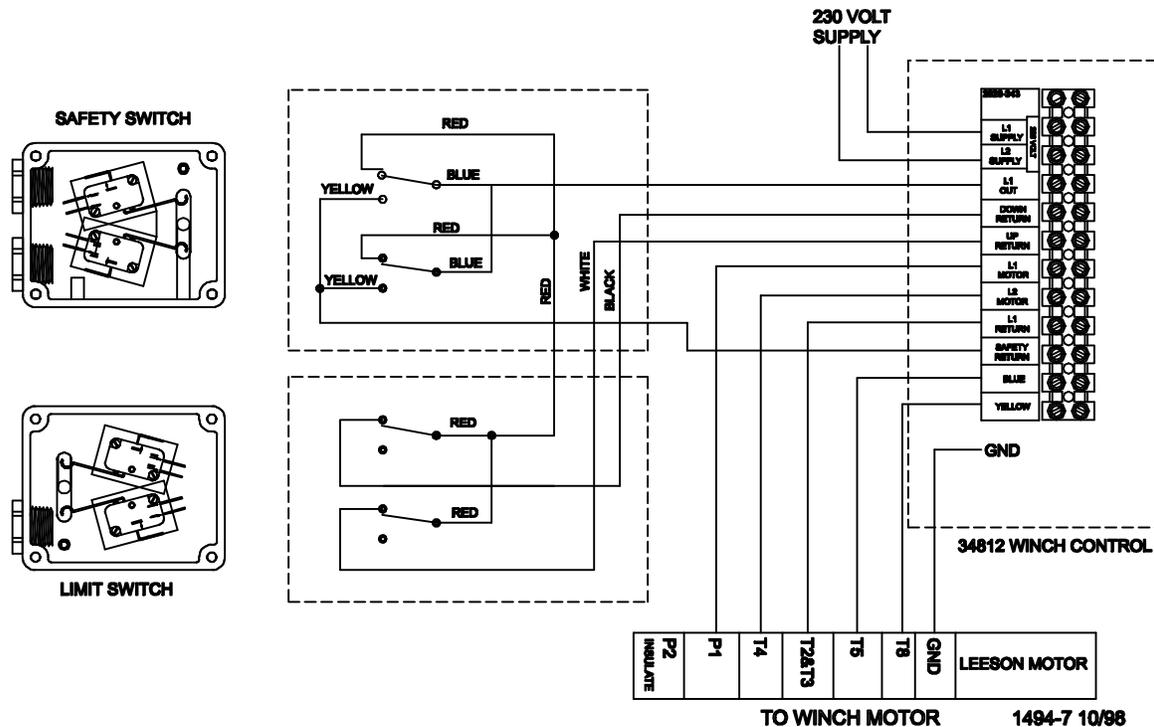 230 VOLT
SUPPLY
SAFETY SWITCH
RED
BLUE
YELLOW
RED
BLUE
YELLOW
RED
WHITE
BLACK
RED
RED
LIMIT SWITCH
230 VOLT
L1
SUPPLY
L2
SUPPLY
L1
OUT
DOWN
RETURN
UP
RETURN
L1
MOTOR
L2
MOTOR
L1
RETURN
SAFETY
RETURN
BLUE
YELLOW
GND
34812 WINCH CONTROL
P2
INSULATE
P1
T4
T2&T3
T5
T8
GND
LEESON MOTOR
TO WINCH MOTOR
1494-7 10/98